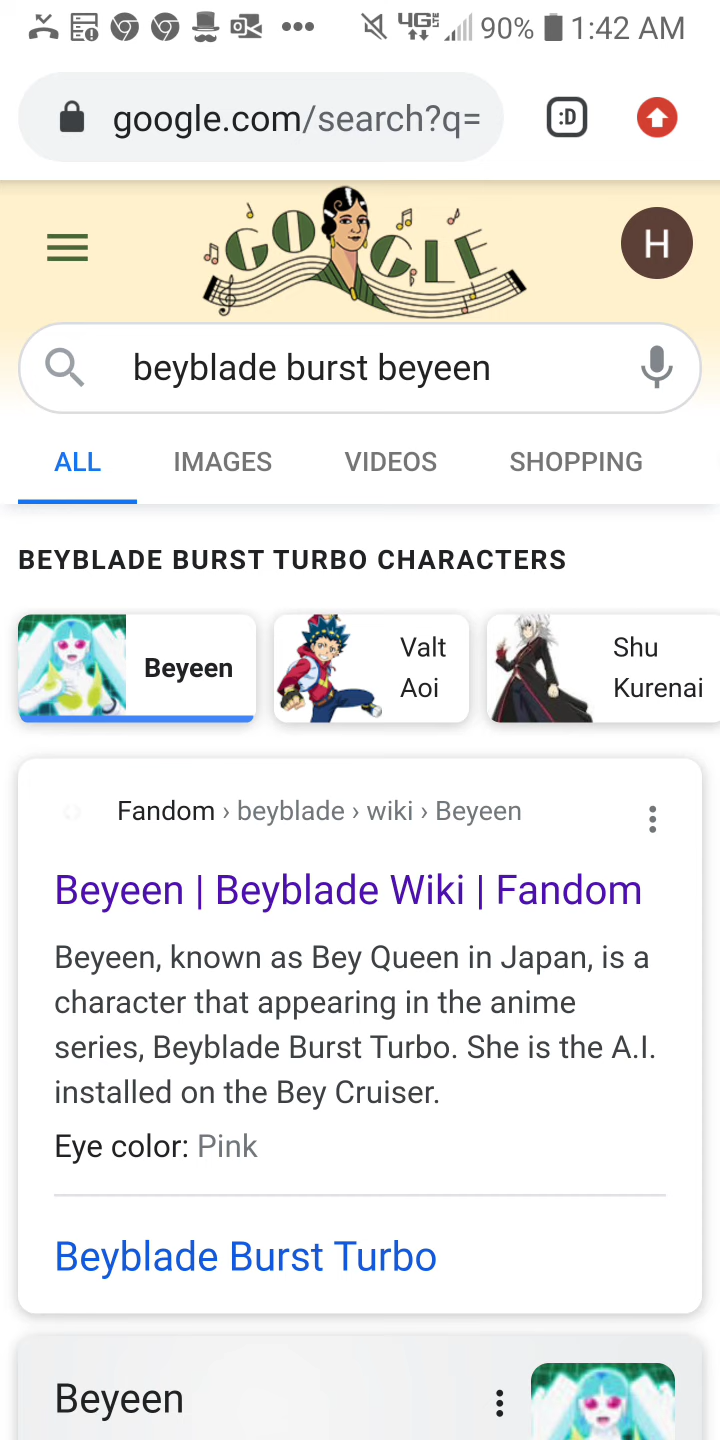 4G 90% 1:42 AM
google.com/search?q= :D
GOOGLE
H
beyblade burst beyeen
ALL IMAGES VIDEOS SHOPPING
BEYBLADE BURST TURBO CHARACTERS
Beyeen
Valt
Aoi
Shu
Kurenai
Fandom › beyblade › wiki › Beyeen
Beyeen | Beyblade Wiki | Fandom
Beyeen, known as Bey Queen in Japan, is a
character that appearing in the anime
series, Beyblade Burst Turbo. She is the A.I.
installed on the Bey Cruiser.
Eye color: Pink
Beyblade Burst Turbo
Beyeen